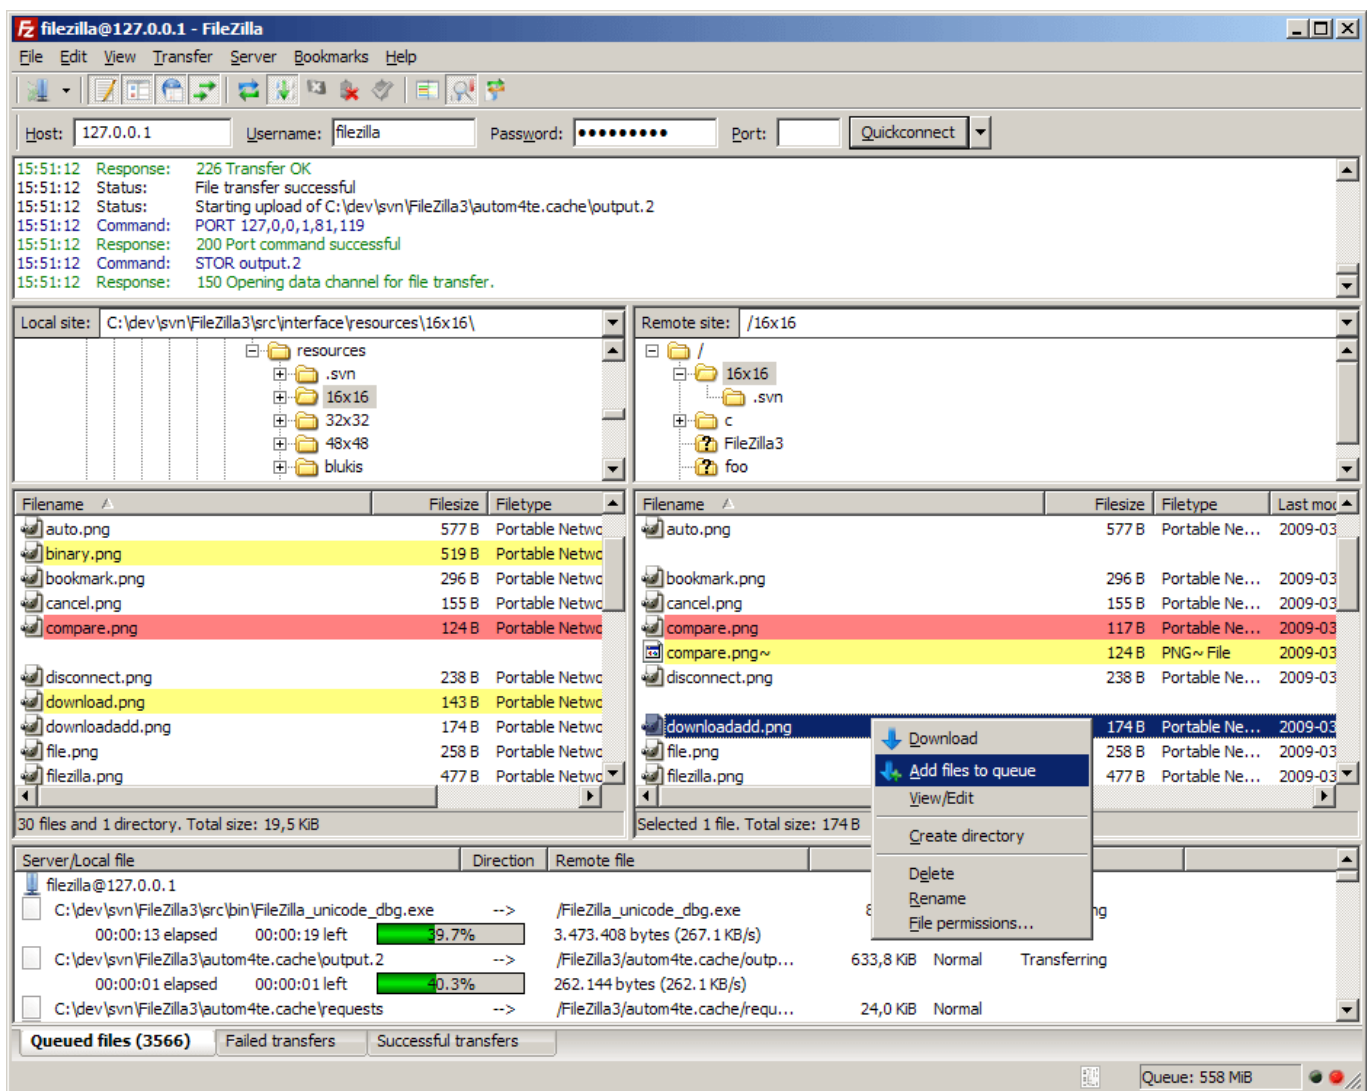 filezilla@127.0.0.1 - FileZilla
File Edit View Transfer Server Bookmarks Help
Host: 127.0.0.1 Username: filezilla Password: ●●●●●●●●● Port: Quickconnect
15:51:12 Response: 226 Transfer OK
15:51:12 Status: File transfer successful
15:51:12 Status: Starting upload of C:\dev\svn\FileZilla3\autom4te.cache\output.2
15:51:12 Command: PORT 127,0,0,1,81,119
15:51:12 Response: 200 Port command successful
15:51:12 Command: STOR output.2
15:51:12 Response: 150 Opening data channel for file transfer.
Local site: C:\dev\svn\FileZilla3\src\interface\resources\16x16\
resources
.svn
16x16
32x32
48x48
blukis
Remote site: /16x16
/
16x16
.svn
c
FileZilla3
foo
Filename Filesize Filetype
auto.png 577 B Portable Netwo
binary.png 519 B Portable Netwo
bookmark.png 296 B Portable Netwo
cancel.png 155 B Portable Netwo
compare.png 124 B Portable Netwo
disconnect.png 238 B Portable Netwo
download.png 143 B Portable Netwo
downloadadd.png 174 B Portable Netwo
file.png 258 B Portable Netwo
filezilla.png 477 B Portable Netwo
30 files and 1 directory. Total size: 19,5 KiB
Filename Filesize Filetype Last mod
auto.png 577 B Portable Ne... 2009-03
bookmark.png 296 B Portable Ne... 2009-03
cancel.png 155 B Portable Ne... 2009-03
compare.png 117 B Portable Ne... 2009-03
compare.png~ 124 B PNG~ File 2009-03
disconnect.png 238 B Portable Ne... 2009-03
downloadadd.png 174 B Portable Ne... 2009-03
file.png 258 B Portable Ne... 2009-03
filezilla.png 477 B Portable Ne... 2009-03
Selected 1 file. Total size: 174 B
Download
Add files to queue
View/Edit
Create directory
Delete
Rename
File permissions...
Server/Local file Direction Remote file
filezilla@127.0.0.1
C:\dev\svn\FileZilla3\src\bin\FileZilla_unicode_dbg.exe --> /FileZilla_unicode_dbg.exe
00:00:13 elapsed 00:00:19 left 39.7% 3.473.408 bytes (267.1 KB/s)
C:\dev\svn\FileZilla3\autom4te.cache\output.2 --> /FileZilla3/autom4te.cache/outp... 633,8 KiB Normal Transferring
00:00:01 elapsed 00:00:01 left 40.3% 262.144 bytes (262.1 KB/s)
C:\dev\svn\FileZilla3\autom4te.cache\requests --> /FileZilla3/autom4te.cache/requ... 24,0 KiB Normal
Queued files (3566) Failed transfers Successful transfers
Queue: 558 MiB